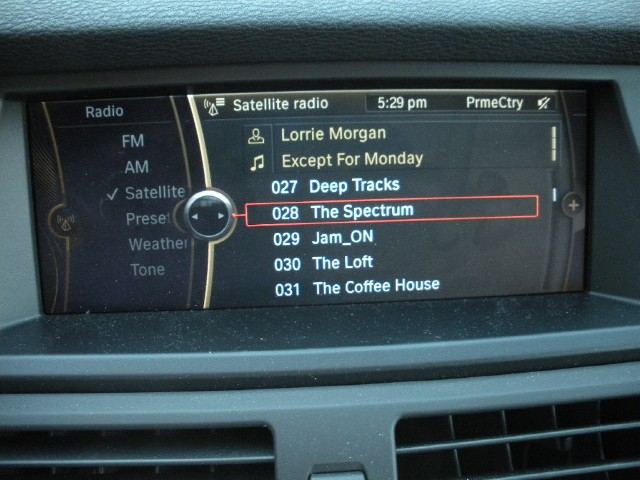 Radio
FM
AM
Satellite
Prese
Weather
Tone
Satellite radio 5:29 pm PrmeCtry
Lorrie Morgan
Except For Monday
027 Deep Tracks
028 The Spectrum
029 Jam_ON
030 The Loft
031 The Coffee House